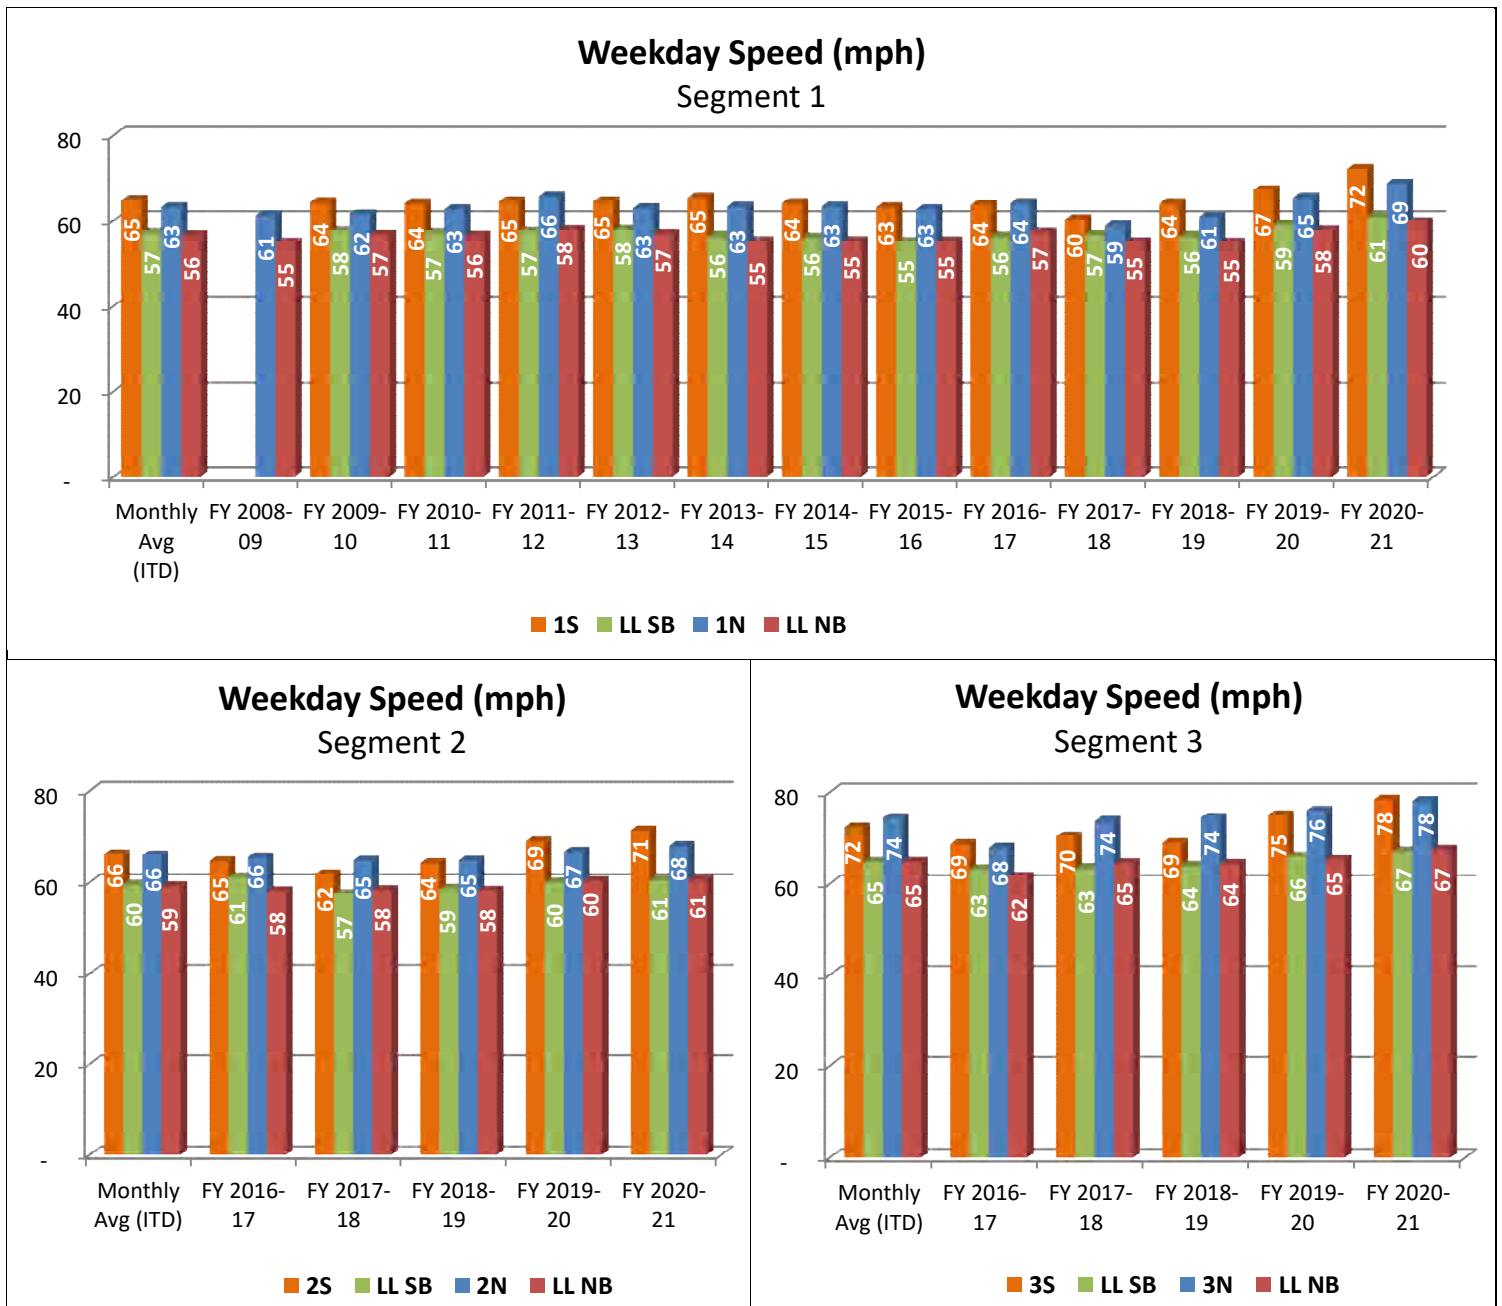 Weekday Speed (mph)
Segment 1
80
60
40
20
-
65 57 63 56
61 55
64 58 62 57
64 57 63 56
65 57 66 58
65 58 63 57
65 56 63 55
64 56 63 55
63 55 63 55
64 56 64 57
60 57 59 55
64 56 61 55
67 59 65 58
72 61 69 60
Monthly FY 2008- FY 2009- FY 2010- FY 2011- FY 2012- FY 2013- FY 2014- FY 2015- FY 2016- FY 2017- FY 2018- FY 2019- FY 2020-
Avg 09 10 11 12 13 14 15 16 17 18 19 20 21
(ITD)
1S LL SB 1N LL NB
Weekday Speed (mph)
Segment 2
80
60
40
20
-
66 60 66 59
65 61 66 58
62 57 65 58
64 59 65 58
69 60 67 60
71 61 68 61
Monthly FY 2016- FY 2017- FY 2018- FY 2019- FY 2020-
Avg (ITD) 17 18 19 20 21
2S LL SB 2N LL NB
Weekday Speed (mph)
Segment 3
80
60
40
20
-
72 65 74 65
69 63 68 62
70 63 74 65
69 64 74 64
75 66 76 65
78 67 78 67
Monthly FY 2016- FY 2017- FY 2018- FY 2019- FY 2020-
Avg (ITD) 17 18 19 20 21
3S LL SB 3N LL NB